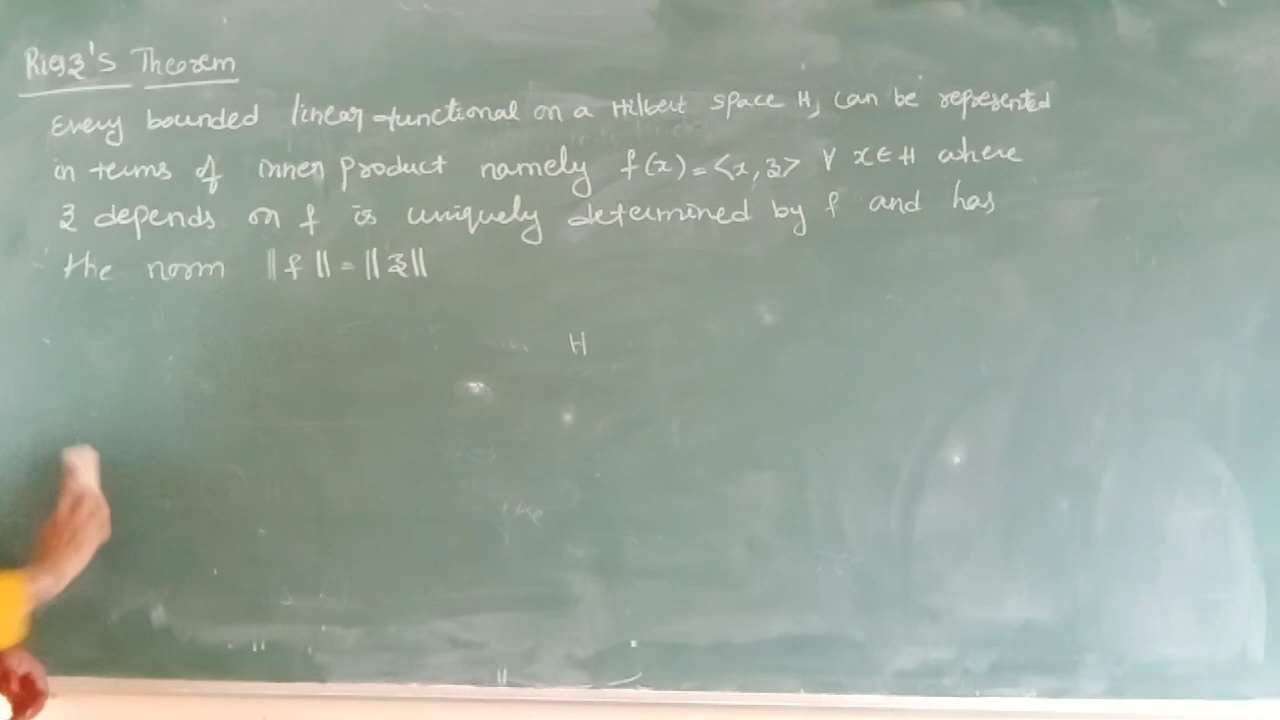 Riesz's Theorem
Every bounded linear functional on a Hilbert space H, can be represented
in terms of inner product namely f(x)=<x,z> ∀ x∈H where
z depends on f is uniquely determined by f and has
the norm ||f||=||z||
H